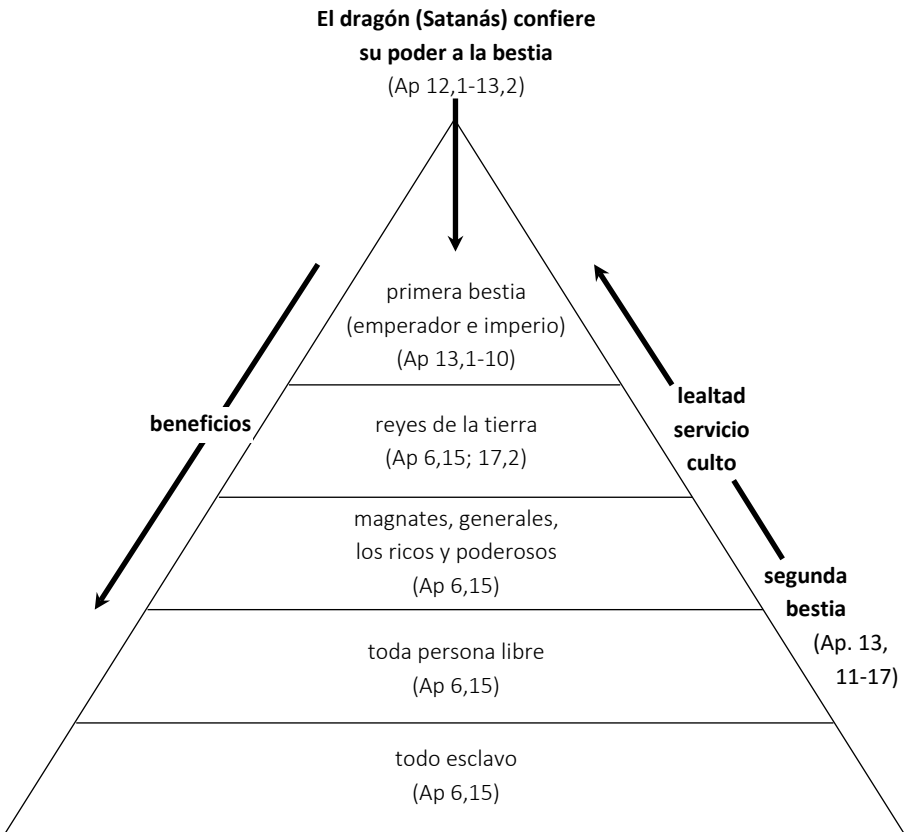 El dragón (Satanás) confiere
su poder a la bestia
(Ap 12,1-13,2)
primera bestia
(emperador e imperio)
(Ap 13,1-10)
beneficios
reyes de la tierra
(Ap 6,15; 17,2)
lealtad
servicio
culto
magnates, generales,
los ricos y poderosos
(Ap 6,15)
segunda
bestia
(Ap. 13,
11-17)
toda persona libre
(Ap 6,15)
todo esclavo
(Ap 6,15)